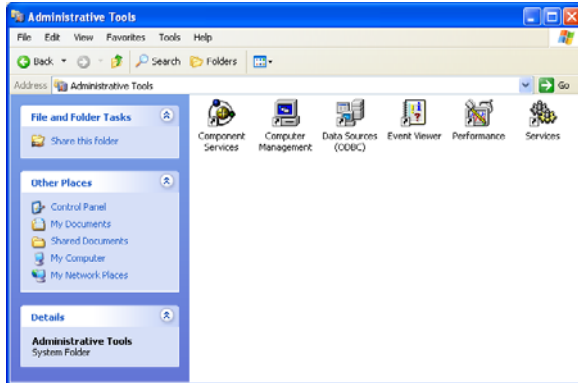 Administrative Tools
File Edit View Favorites Tools Help
Back Search Folders
Address Administrative Tools Go
File and Folder Tasks
Share this folder
Other Places
Control Panel
My Documents
Shared Documents
My Computer
My Network Places
Details
Administrative Tools
System Folder
Component Services
Computer Management
Data Sources (ODBC)
Event Viewer
Performance
Services